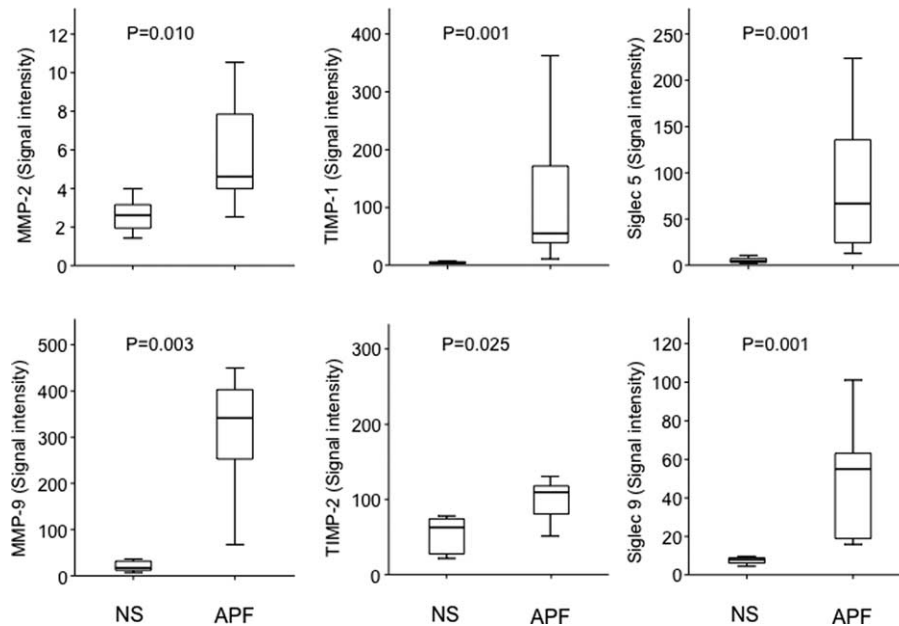 P=0.010
MMP-2 (Signal intensity)
12
10
8
6
4
2
0
P=0.001
TIMP-1 (Signal intensity)
400
300
200
100
0
P=0.001
Siglec 5 (Signal intensity)
250
200
150
100
50
0
P=0.003
MMP-9 (Signal intensity)
500
400
300
200
100
0
NS APF
P=0.025
TIMP-2 (Signal intensity)
300
200
100
0
NS APF
P=0.001
Siglec 9 (Signal intensity)
120
100
80
60
40
20
0
NS APF